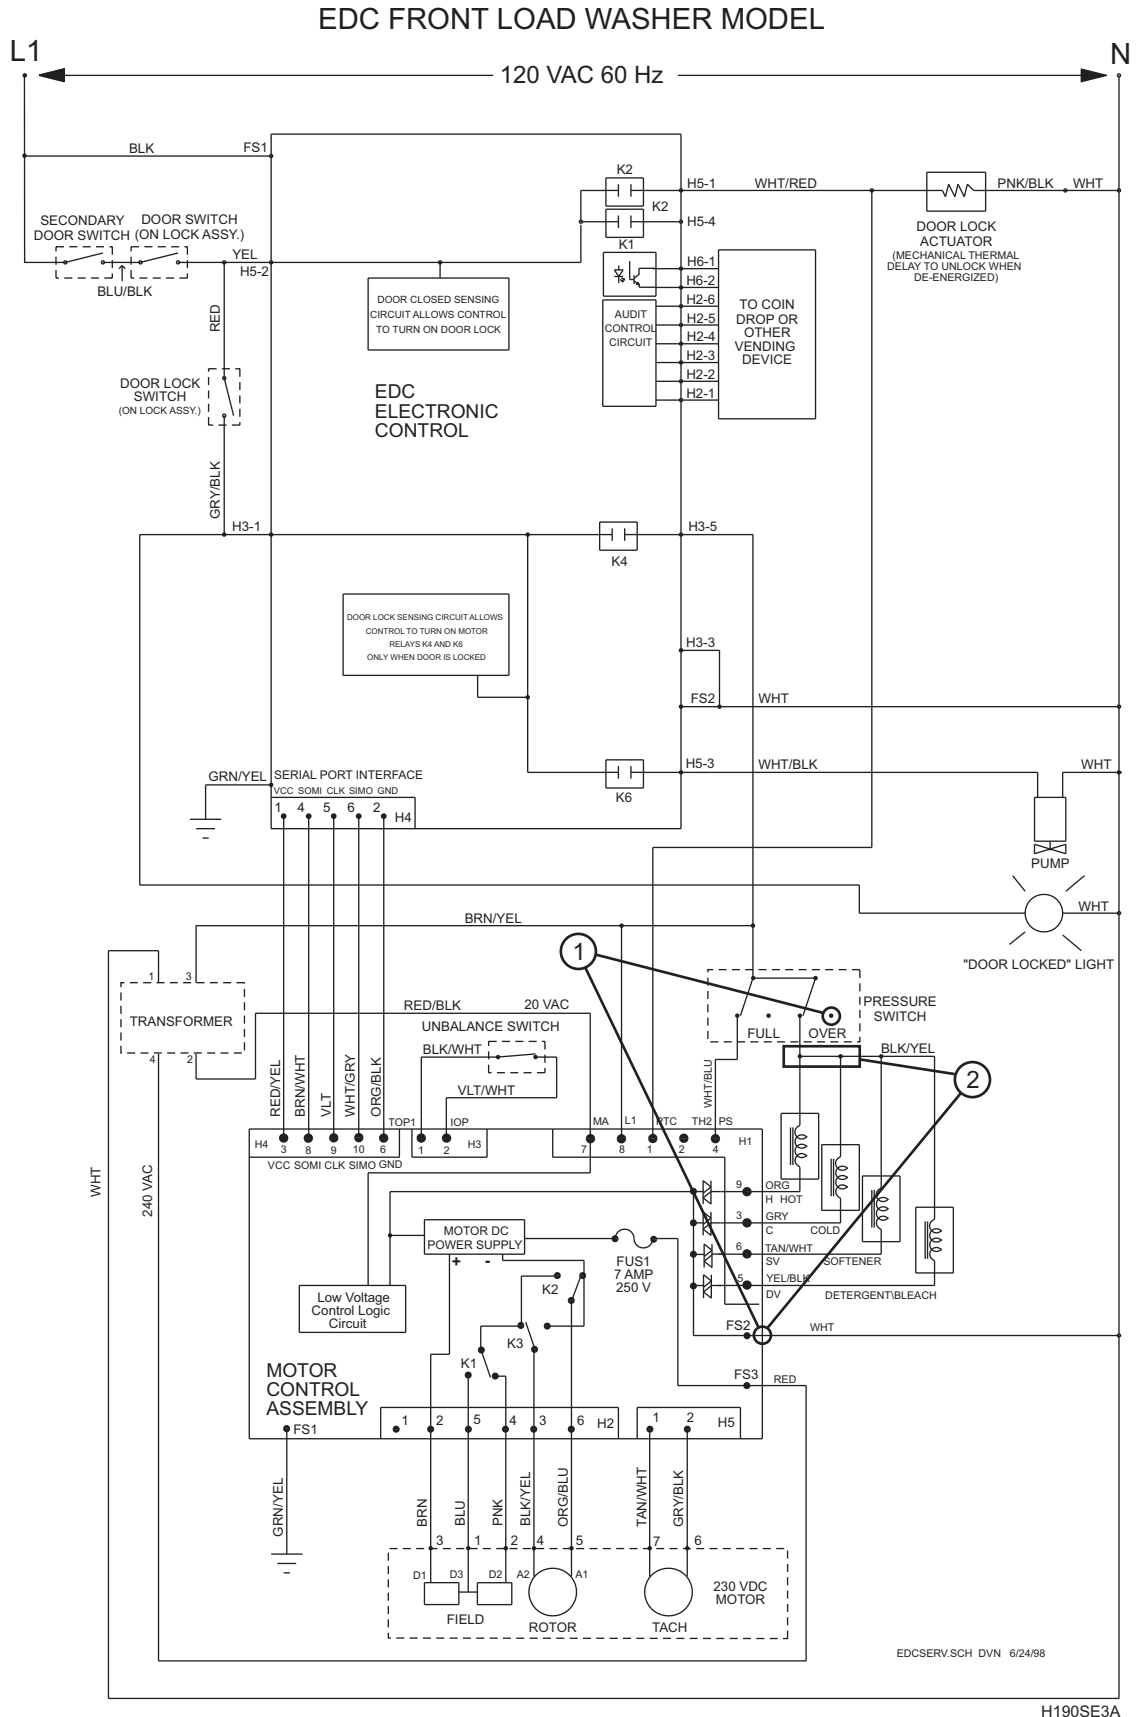 EDC FRONT LOAD WASHER MODEL
L1
N
120 VAC 60 Hz
BLK
FS1
K2
H5-1
WHT/RED
PNK/BLK
WHT
K2
H5-4
SECONDARY
DOOR SWITCH
DOOR SWITCH
(ON LOCK ASSY.)
YEL
H5-2
BLU/BLK
DOOR LOCK
ACTUATOR
(MECHANICAL THERMAL
DELAY TO UNLOCK WHEN
DE-ENERGIZED)
K1
H6-1
H6-2
H2-6
H2-5
H2-4
H2-3
H2-2
H2-1
AUDIT
CONTROL
CIRCUIT
TO COIN
DROP OR
OTHER
VENDING
DEVICE
DOOR CLOSED SENSING
CIRCUIT ALLOWS CONTROL
TO TURN ON DOOR LOCK
RED
DOOR LOCK
SWITCH
(ON LOCK ASSY.)
EDC
ELECTRONIC
CONTROL
GRY/BLK
H3-1
H3-5
K4
DOOR LOCK SENSING CIRCUIT ALLOWS
CONTROL TO TURN ON MOTOR
RELAYS K4 AND K6
ONLY WHEN DOOR IS LOCKED
H3-3
FS2
WHT
H5-3
WHT/BLK
WHT
K6
GRN/YEL
SERIAL PORT INTERFACE
VCC SOMI CLK SIMO GND
1 4 5 6 2
H4
PUMP
WHT
"DOOR LOCKED" LIGHT
BRN/YEL
1
1 3
TRANSFORMER
4 2
RED/BLK
20 VAC
UNBALANCE SWITCH
BLK/WHT
VLT/WHT
PRESSURE
SWITCH
FULL
OVER
BLK/YEL
2
WHT/BLU
RED/YEL
BRN/WHT
VLT
WHT/GRY
ORG/BLK
TOP1
IOP
MA
L1
PTC
TH2
PS
H4
3 8 9 10 6
1 2
H3
7 8 1 2 4
H1
VCC SOMI CLK SIMO GND
WHT
240 VAC
9
ORG
H HOT
3
GRY
C
COLD
6
TAN/WHT
SV
SOFTENER
5
YEL/BLK
DV
DETERGENT\BLEACH
MOTOR DC
POWER SUPPLY
+ -
FUS1
7 AMP
250 V
K2
Low Voltage
Control Logic
Circuit
K3
K1
FS2
WHT
FS3
RED
MOTOR
CONTROL
ASSEMBLY
FS1
1 2 5 4 3 6
H2
1 2
H5
GRN/YEL
BRN
BLU
PNK
BLK/YEL
ORG/BLU
TAN/WHT
GRY/BLK
3 1 2 4 5 7 6
D1 D3 D2 A2 A1
FIELD
ROTOR
TACH
230 VDC
MOTOR
EDCSERV.SCH DVN 6/24/98
H190SE3A